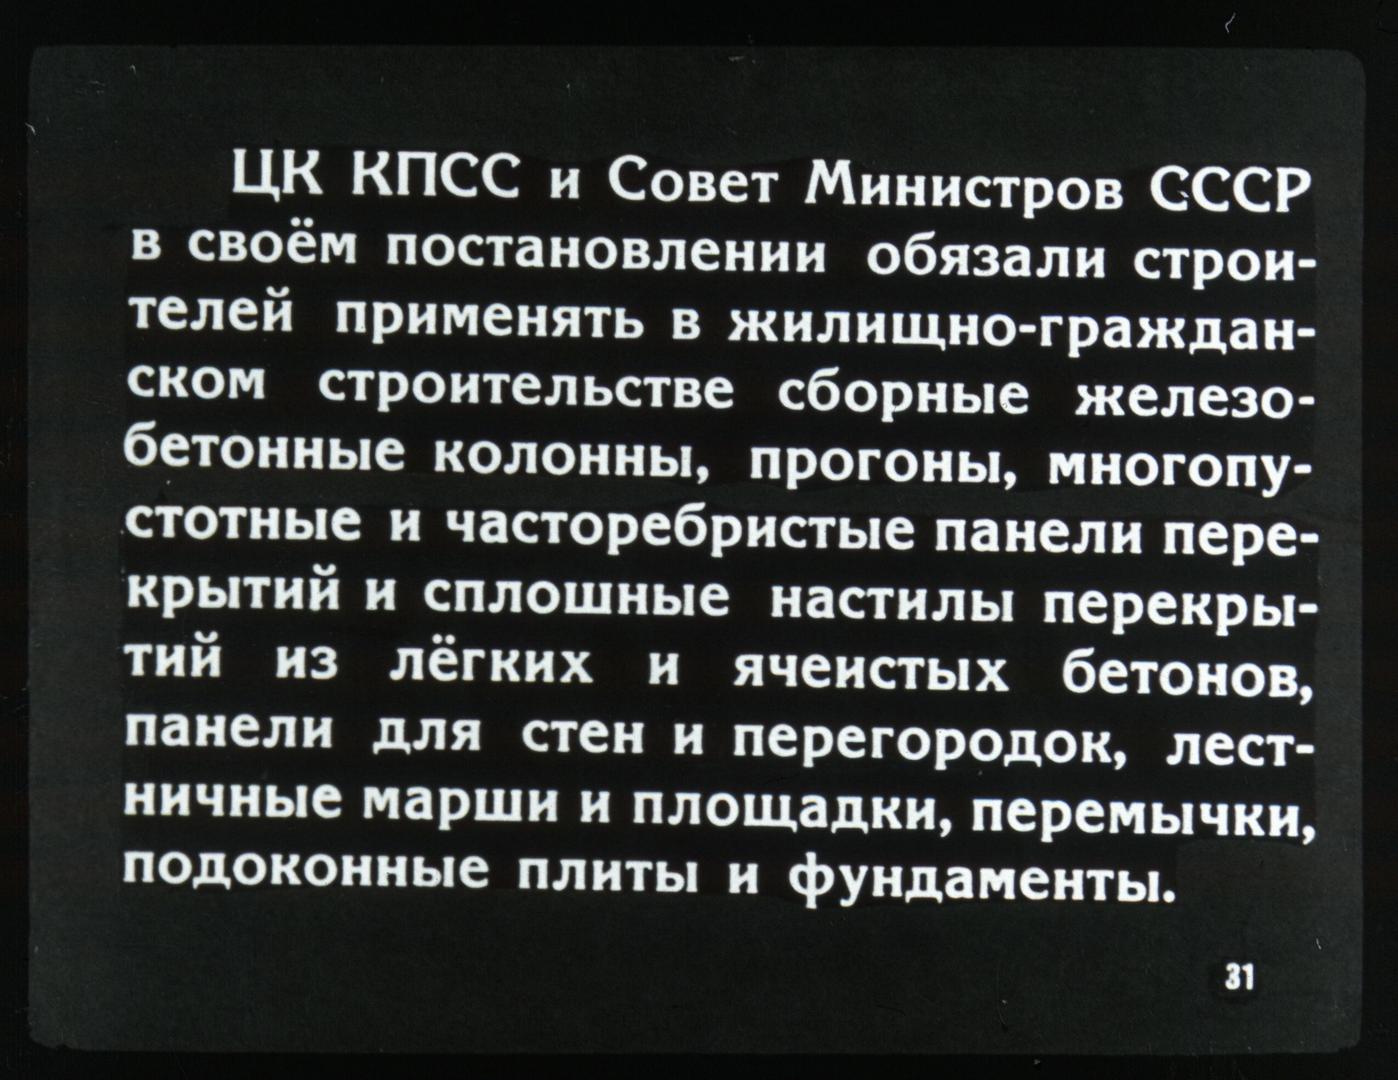 ЦК КПСС и Совет Министров СССР
в своём постановлении обязали строи-
телей применять в жилищно-граждан-
ском строительстве сборные железо-
бетонные колонны, прогоны, многопу-
стотные и часторебристые панели пере-
крытий и сплошные настилы перекры-
тий из лёгких и ячеистых бетонов,
панели для стен и перегородок, лест-
ничные марши и площадки, перемычки,
подоконные плиты и фундаменты.
31